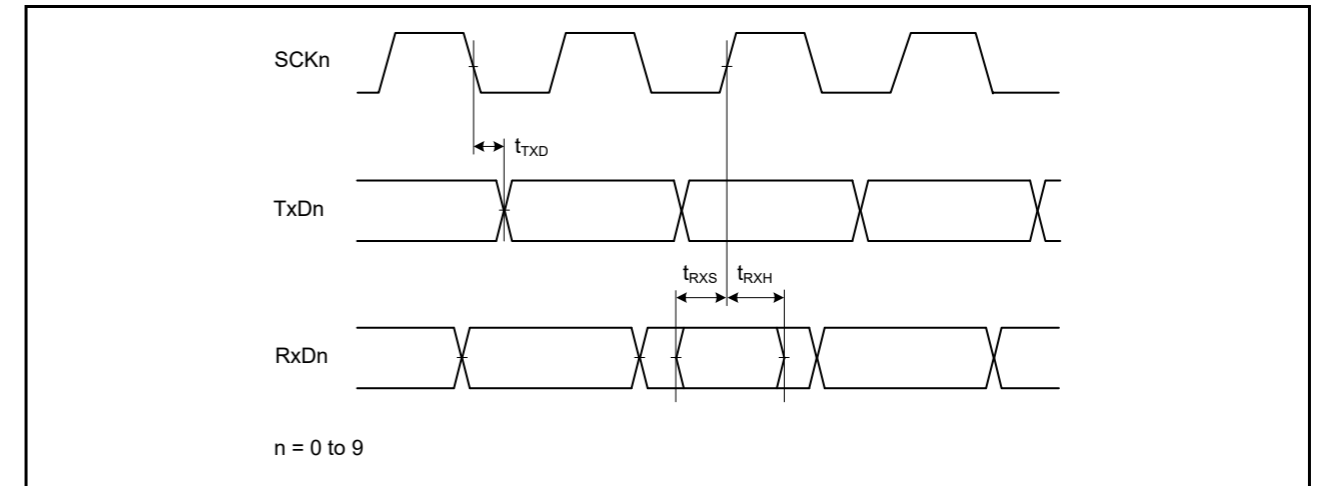 SCKn
tTXD
TxDn
tRXS tRXH
RxDn
n = 0 to 9